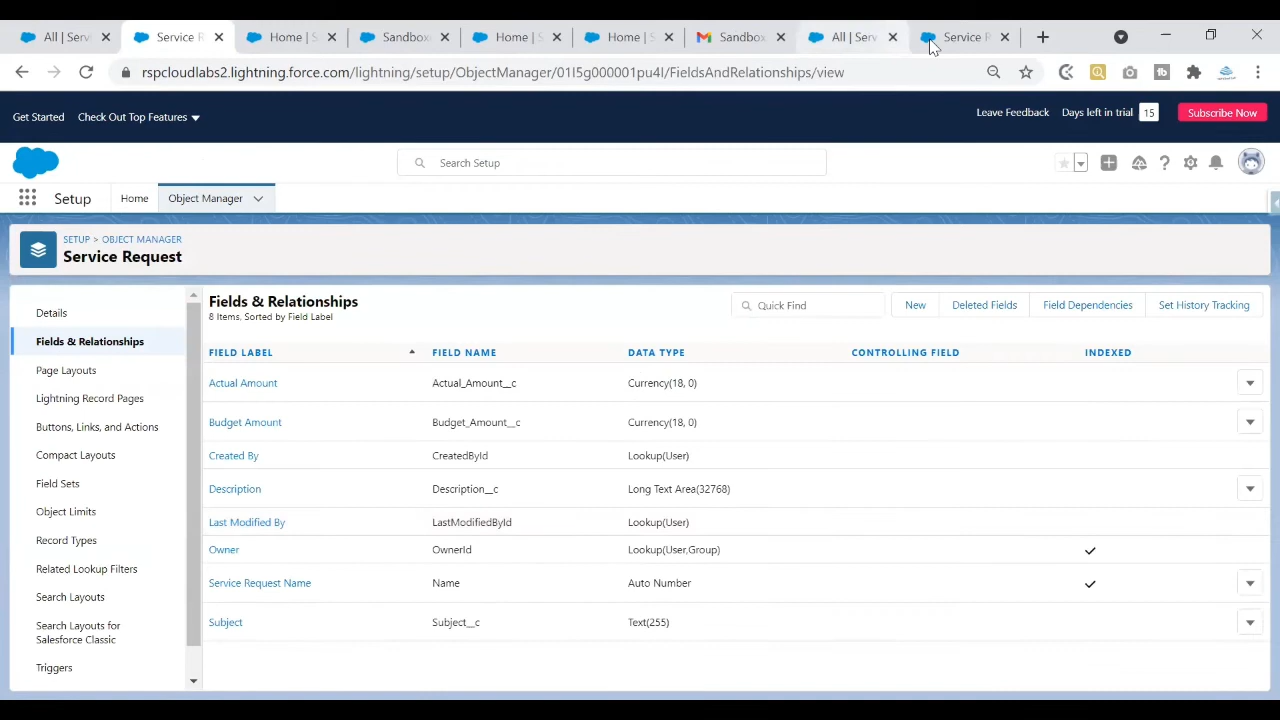 All | Serv
Service R
Home | S
Sandbox
Home | S
Home | S
Sandbox
All | Serv
Service R
rspcloudlabs2.lightning.force.com/lightning/setup/ObjectManager/01I5g000001pu4I/FieldsAndRelationships/view
Get Started Check Out Top Features Leave Feedback Days left in trial 15 Subscribe Now
Search Setup
Setup Home Object Manager
SETUP > OBJECT MANAGER
Service Request
Details
Fields & Relationships
Page Layouts
Lightning Record Pages
Buttons, Links, and Actions
Compact Layouts
Field Sets
Object Limits
Record Types
Related Lookup Filters
Search Layouts
Search Layouts for
Salesforce Classic
Triggers
Fields & Relationships
8 Items, Sorted by Field Label
Quick Find
New Deleted Fields Field Dependencies Set History Tracking
FIELD LABEL FIELD NAME DATA TYPE CONTROLLING FIELD INDEXED
Actual Amount Actual_Amount__c Currency(18, 0)
Budget Amount Budget_Amount__c Currency(18, 0)
Created By CreatedById Lookup(User)
Description Description__c Long Text Area(32768)
Last Modified By LastModifiedById Lookup(User)
Owner OwnerId Lookup(User,Group)
Service Request Name Name Auto Number
Subject Subject__c Text(255)